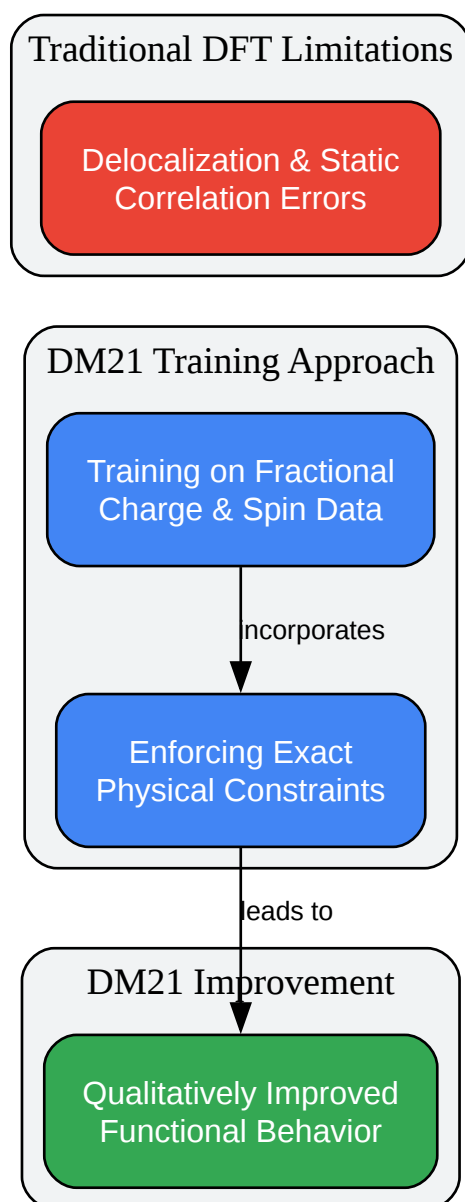 Traditional DFT Limitations
Delocalization & Static
Correlation Errors
DM21 Training Approach
Training on Fractional
Charge & Spin Data
incorporates
Enforcing Exact
Physical Constraints
leads to
DM21 Improvement
Qualitatively Improved
Functional Behavior